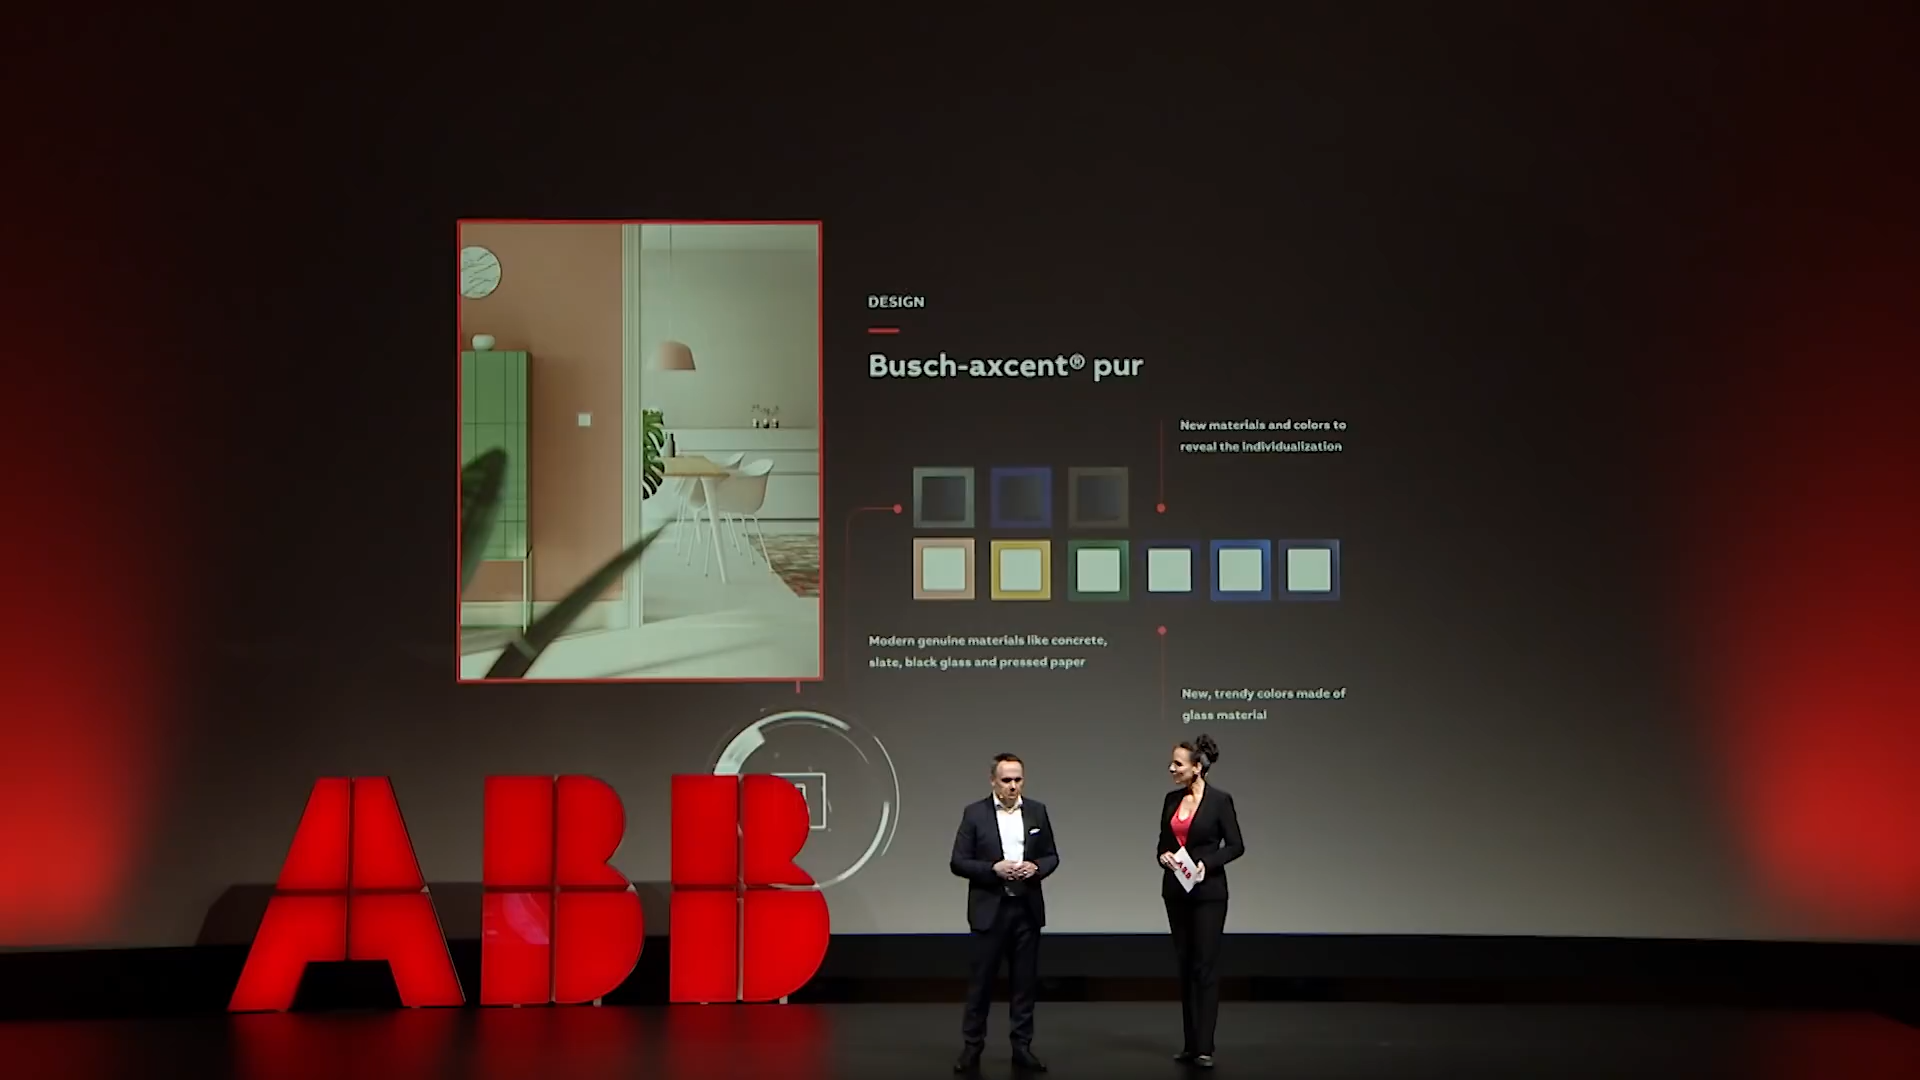 DESIGN
Busch-axcent® pur
New materials and colors to
reveal the individualization
Modern genuine materials like concrete,
slate, black glass and pressed paper
New, trendy colors made of
glass material
ABB
ABB